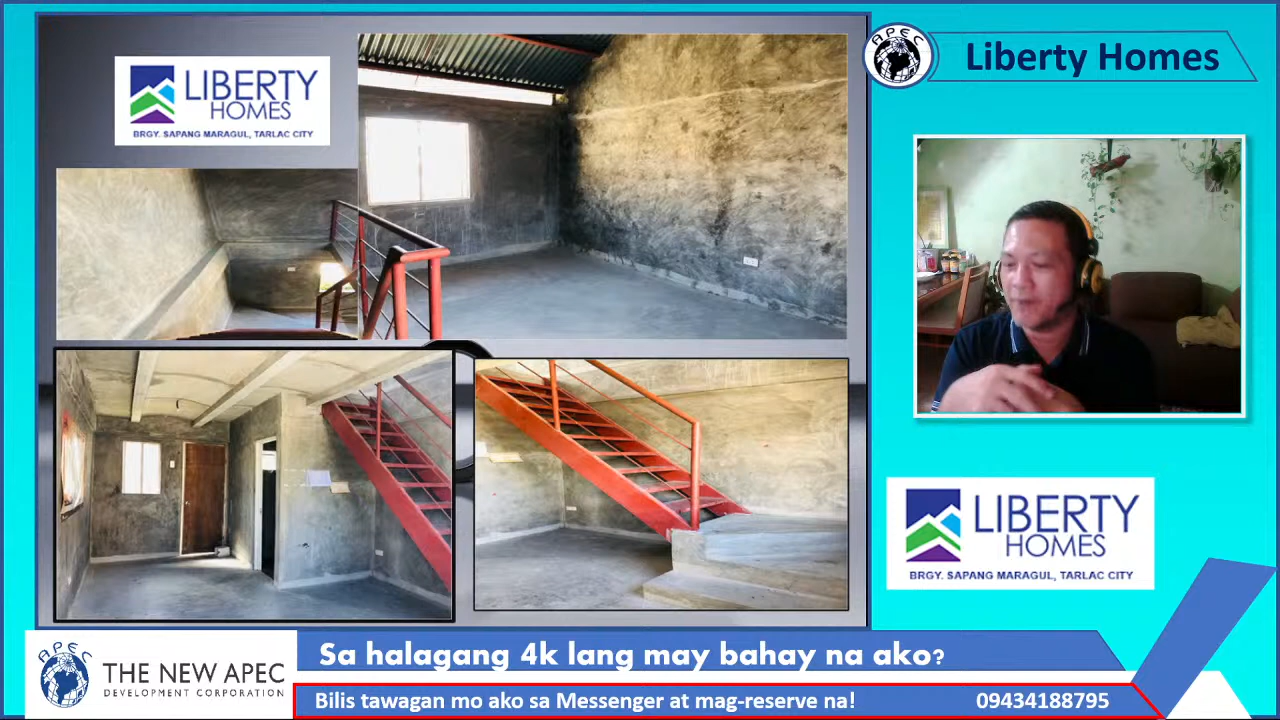 LIBERTY
HOMES
BRGY. SAPANG MARAGUL, TARLAC CITY
APEC
Liberty Homes
LIBERTY
HOMES
BRGY. SAPANG MARAGUL, TARLAC CITY
APEC
THE NEW APEC
DEVELOPMENT CORPORATION
Sa halagang 4k lang may bahay na ako?
Bilis tawagan mo ako sa Messenger at mag-reserve na! 09434188795